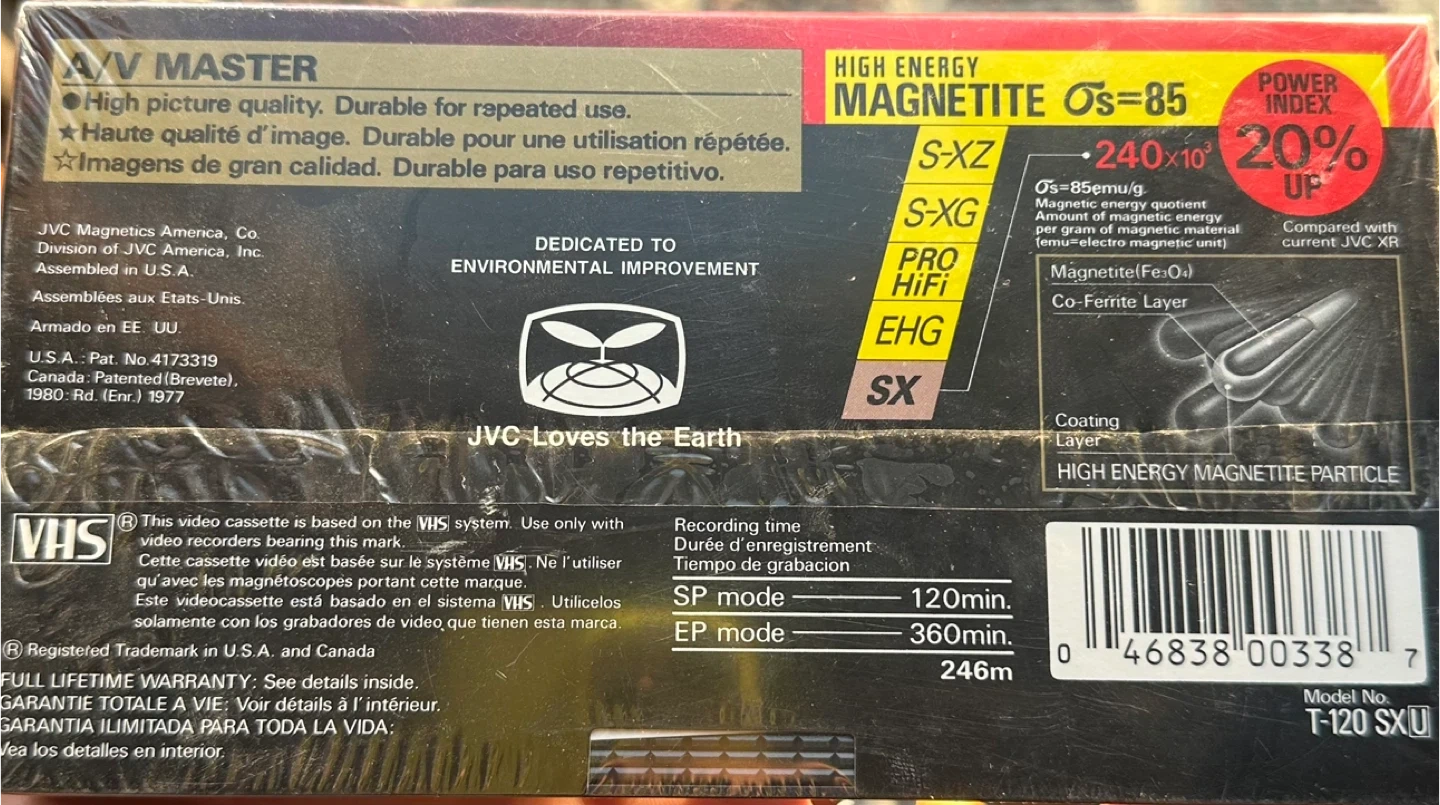 A/V MASTER
●High picture quality. Durable for repeated use.
★Haute qualité d'image. Durable pour une utilisation répétée.
☆Imagens de gran calidad. Durable para uso repetitivo.
HIGH ENERGY
MAGNETITE σs=85
POWER
INDEX
20%
UP
Compared with
current JVC XR
S-XZ
S-XG
PRO
HiFi
EHG
SX
240×10³
σs=85emu/g.
Magnetic energy quotient
Amount of magnetic energy
per gram of magnetic material
(emu=electro magnetic unit)
Magnetite(Fe₃O₄)
Co-Ferrite Layer
Coating
Layer
HIGH ENERGY MAGNETITE PARTICLE
JVC Magnetics America, Co.
Division of JVC America, Inc.
Assembled in U.S.A.
Assemblées aux Etats-Unis.
Armado en EE. UU.
U.S.A.: Pat. No. 4173319
Canada: Patented (Brevete),
1980: Rd. (Enr.) 1977
DEDICATED TO
ENVIRONMENTAL IMPROVEMENT
JVC Loves the Earth
VHS® This video cassette is based on the VHS system. Use only with
video recorders bearing this mark.
Cette cassette vidéo est basée sur le système VHS. Ne l'utiliser
qu'avec les magnétoscopes portant cette marque.
Este videocassette está basado en el sistema VHS. Utilicelos
solamente con los grabadores de video que tienen esta marca.
® Registered Trademark in U.S.A. and Canada
FULL LIFETIME WARRANTY: See details inside.
GARANTIE TOTALE A VIE: Voir détails à l'intérieur.
GARANTIA ILIMITADA PARA TODA LA VIDA:
Vea los detalles en interior.
Recording time
Durée d'enregistrement
Tiempo de grabacion
SP mode 120min.
EP mode 360min.
246m
0 46838 00338 7
Model No.
T-120 SXU